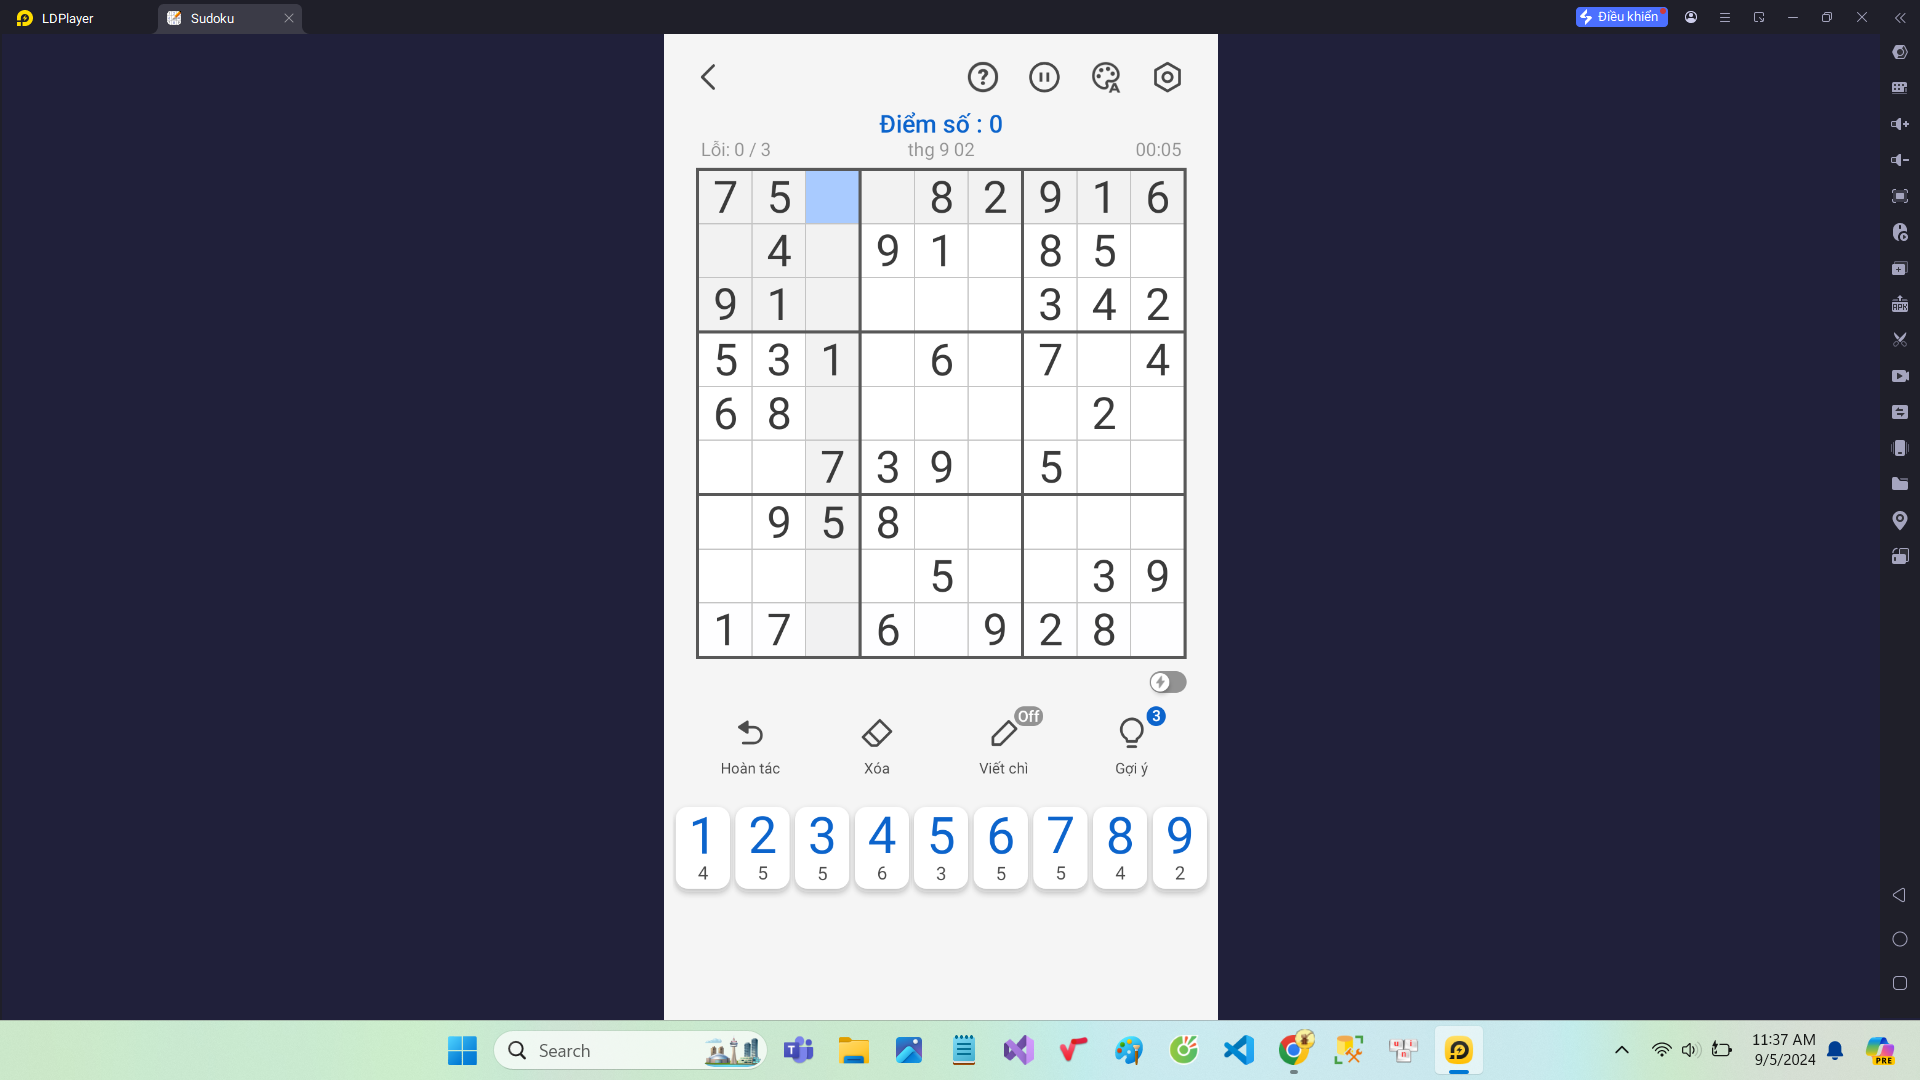 LDPlayer
Sudoku
Điều khiển
Điểm số : 0
Lỗi: 0 / 3
thg 9 02
00:05
7 5 8 2 9 1 6
4 9 1 8 5
9 1 3 4 2
5 3 1 6 7 4
6 8 2
7 3 9 5
9 5 8
5 3 9
1 7 6 9 2 8
Off
3
Hoàn tác
Xóa
Viết chì
Gợi ý
1 2 3 4 5 6 7 8 9
4 5 5 6 3 5 5 4 2
Search
11:37 AM
9/5/2024
PRE